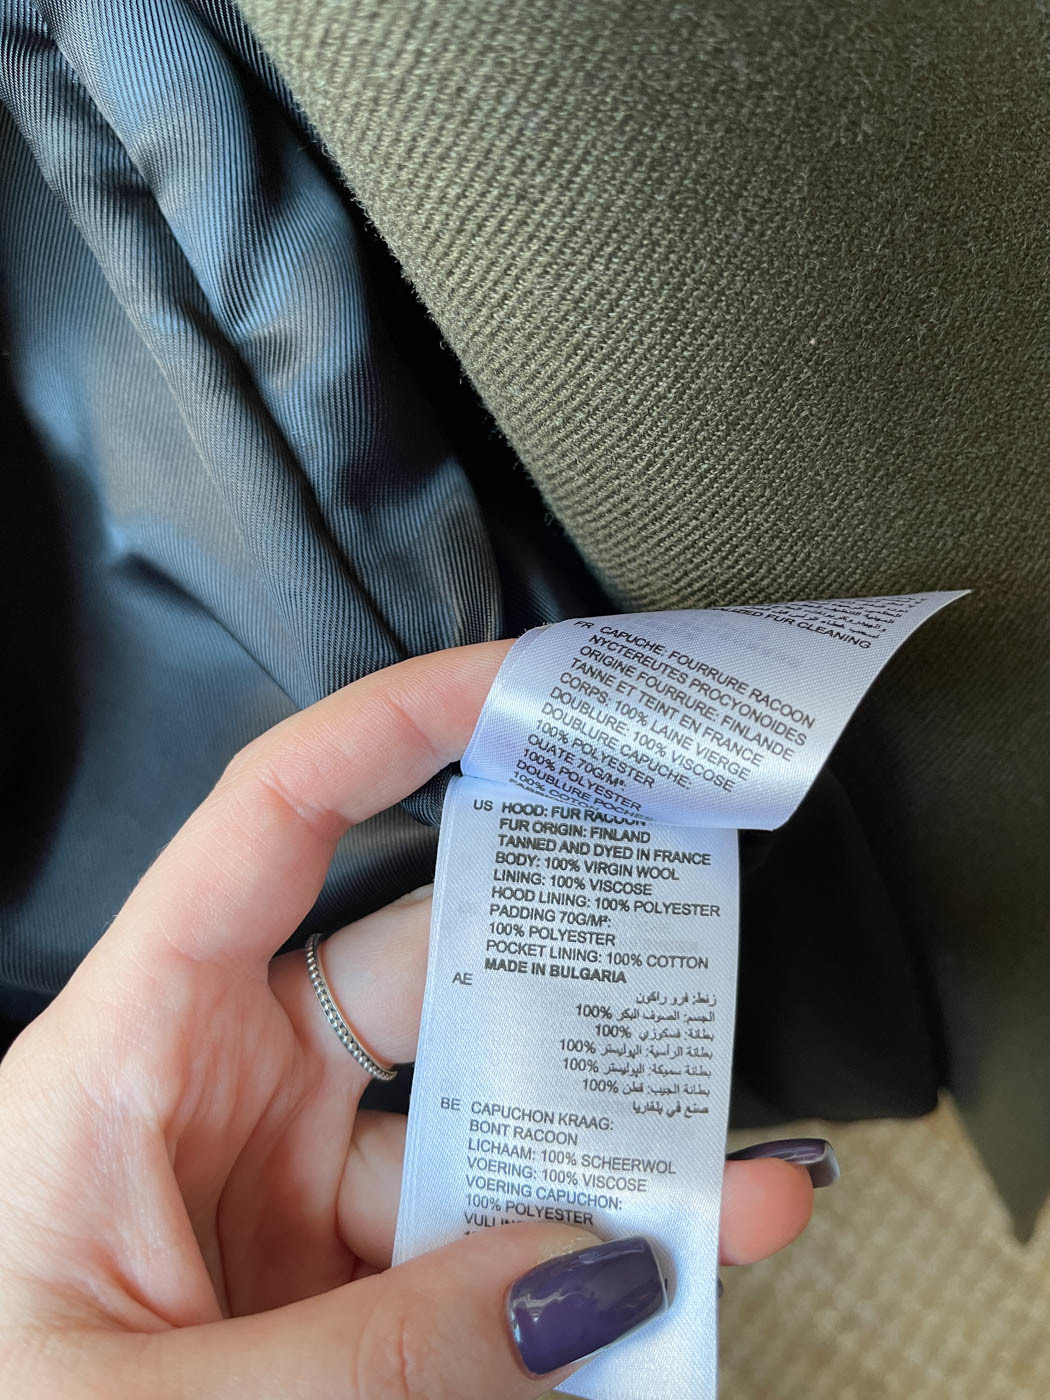 FUR CLEANING
FR CAPUCHE: FOURRURE RACOON
NYCTEREUTES PROCYONOIDES
ORIGINE FOURRURE: FINLANDE
TANNE ET TEINT EN FRANCE
CORPS: 100% LAINE VIERGE
DOUBLURE: 100% VISCOSE
DOUBLURE CAPUCHE:
100% POLYESTER
OUATE 70G/M²:
100% POLYESTER
DOUBLURE POCHES
100% COTON
US HOOD: FUR RACOON
FUR ORIGIN: FINLAND
TANNED AND DYED IN FRANCE
BODY: 100% VIRGIN WOOL
LINING: 100% VISCOSE
HOOD LINING: 100% POLYESTER
PADDING 70G/M²:
100% POLYESTER
POCKET LINING: 100% COTTON
MADE IN BULGARIA
AE
زنط: فرو راكون
الجسم: الصوف البكر %100
بطانة: فسكوزي %100
بطانة الرأسية: البوليستر %100
بطانة سميكة: البوليستر %100
بطانة الجيب: قطن %100
صنع في بلغاريا
BE CAPUCHON KRAAG:
BONT RACOON
LICHAAM: 100% SCHEERWOL
VOERING: 100% VISCOSE
VOERING CAPUCHON:
100% POLYESTER